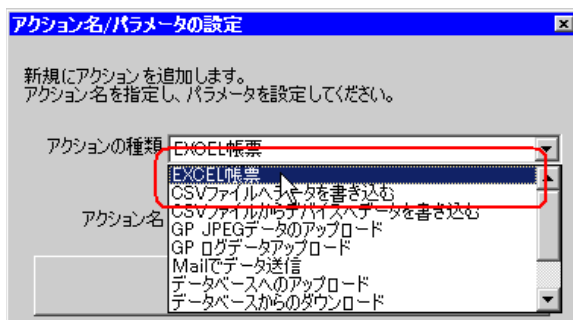 アクション名/パラメータの設定
新規にアクションを追加します。
アクション名を指定し、パラメータを設定してください。
アクションの種類
EXCEL帳票
EXCEL帳票
CSVファイルへデータを書き込む
アクション名
CSVファイルからデバイスへデータを書き込む
GP JPEGデータのアップロード
GP ログデータアップロード
Mailでデータ送信
データベースへのアップロード
データベースからのダウンロード